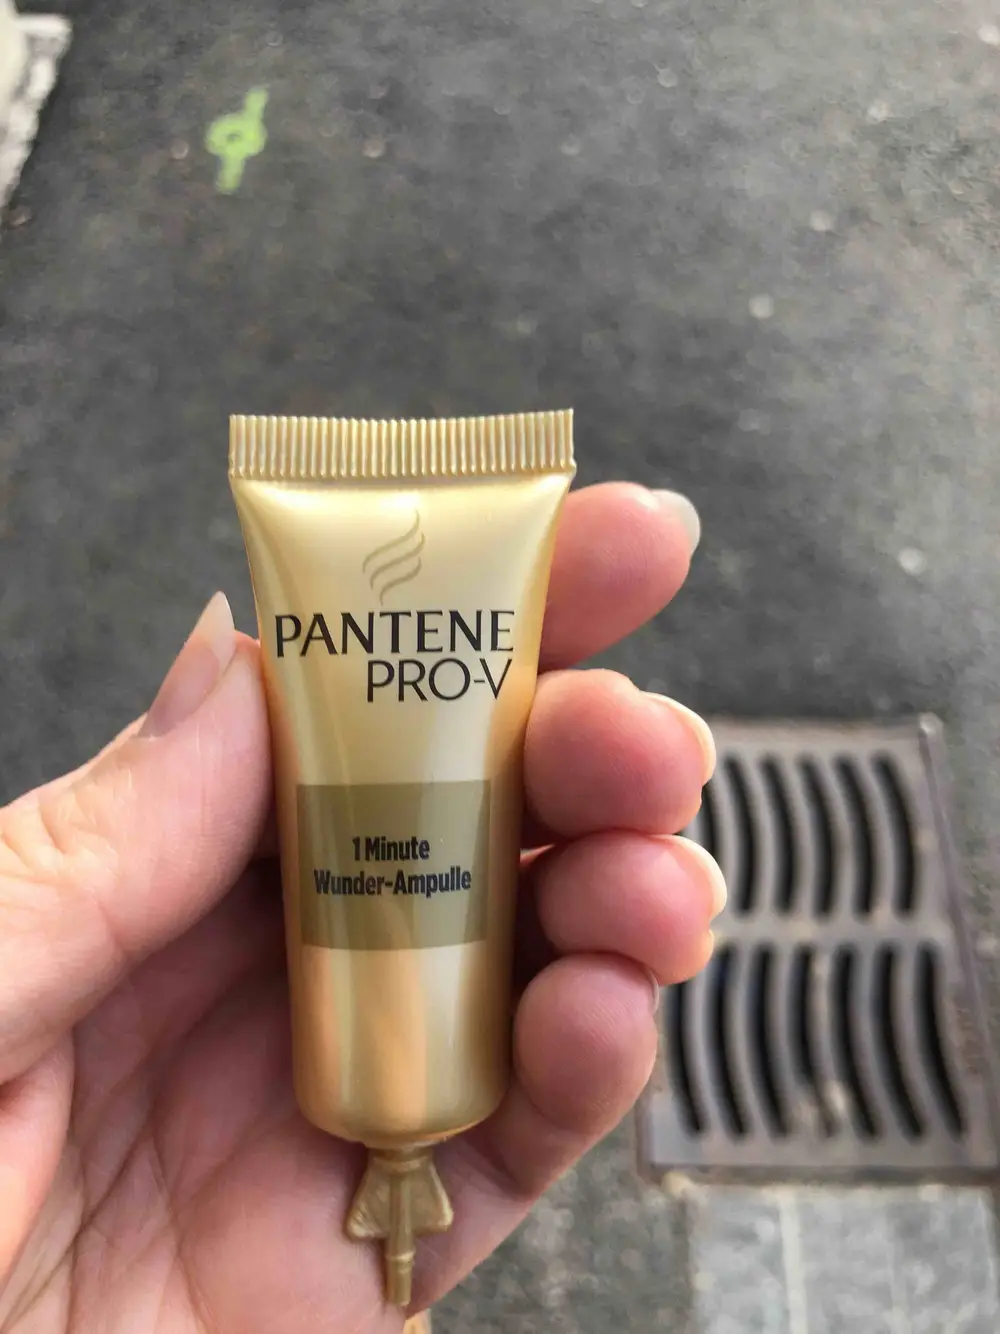 PANTENE
PRO-V
1 Minute
Wunder-Ampulle